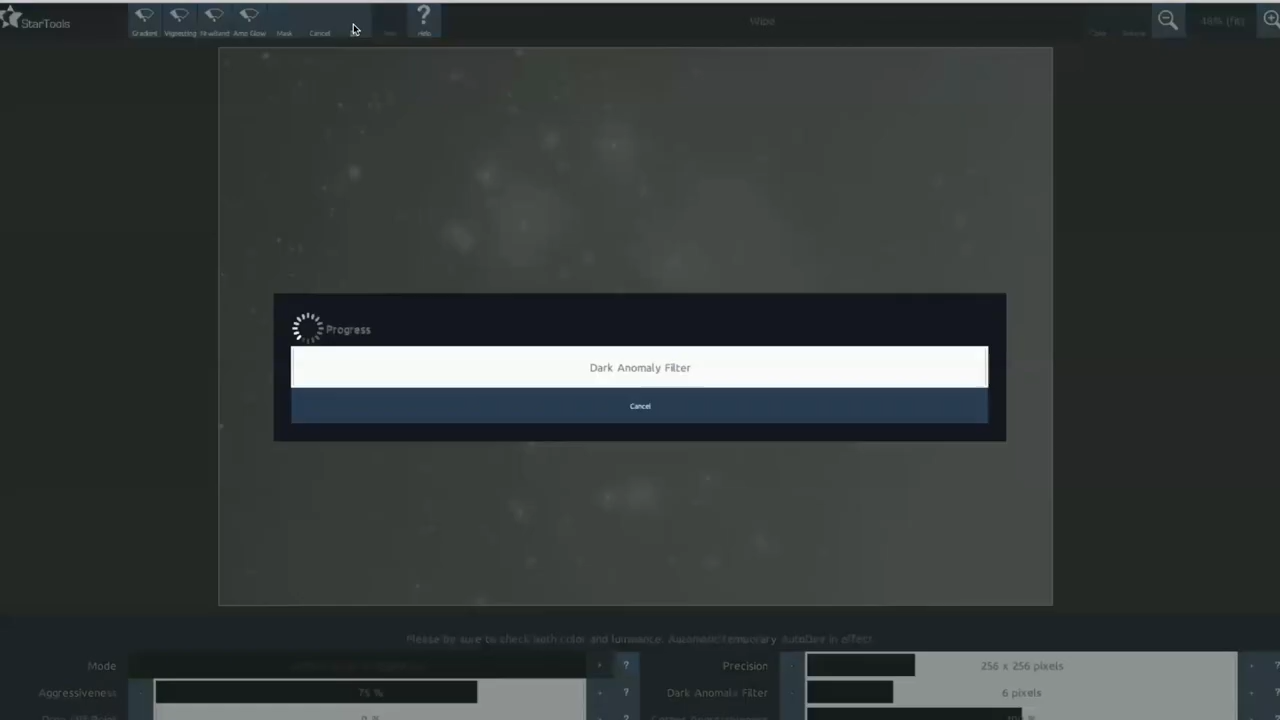 StarTools
Gradient Vignetting Amp Glow Mask Cancel Help
Wipe
Progress
Dark Anomaly Filter
Cancel
Please be sure to check both color and luminance. Automatic temporary AutoDev in effect.
Mode ? Precision 256 x 256 pixels
Aggressiveness 75 % ? Dark Anomaly Filter 6 pixels